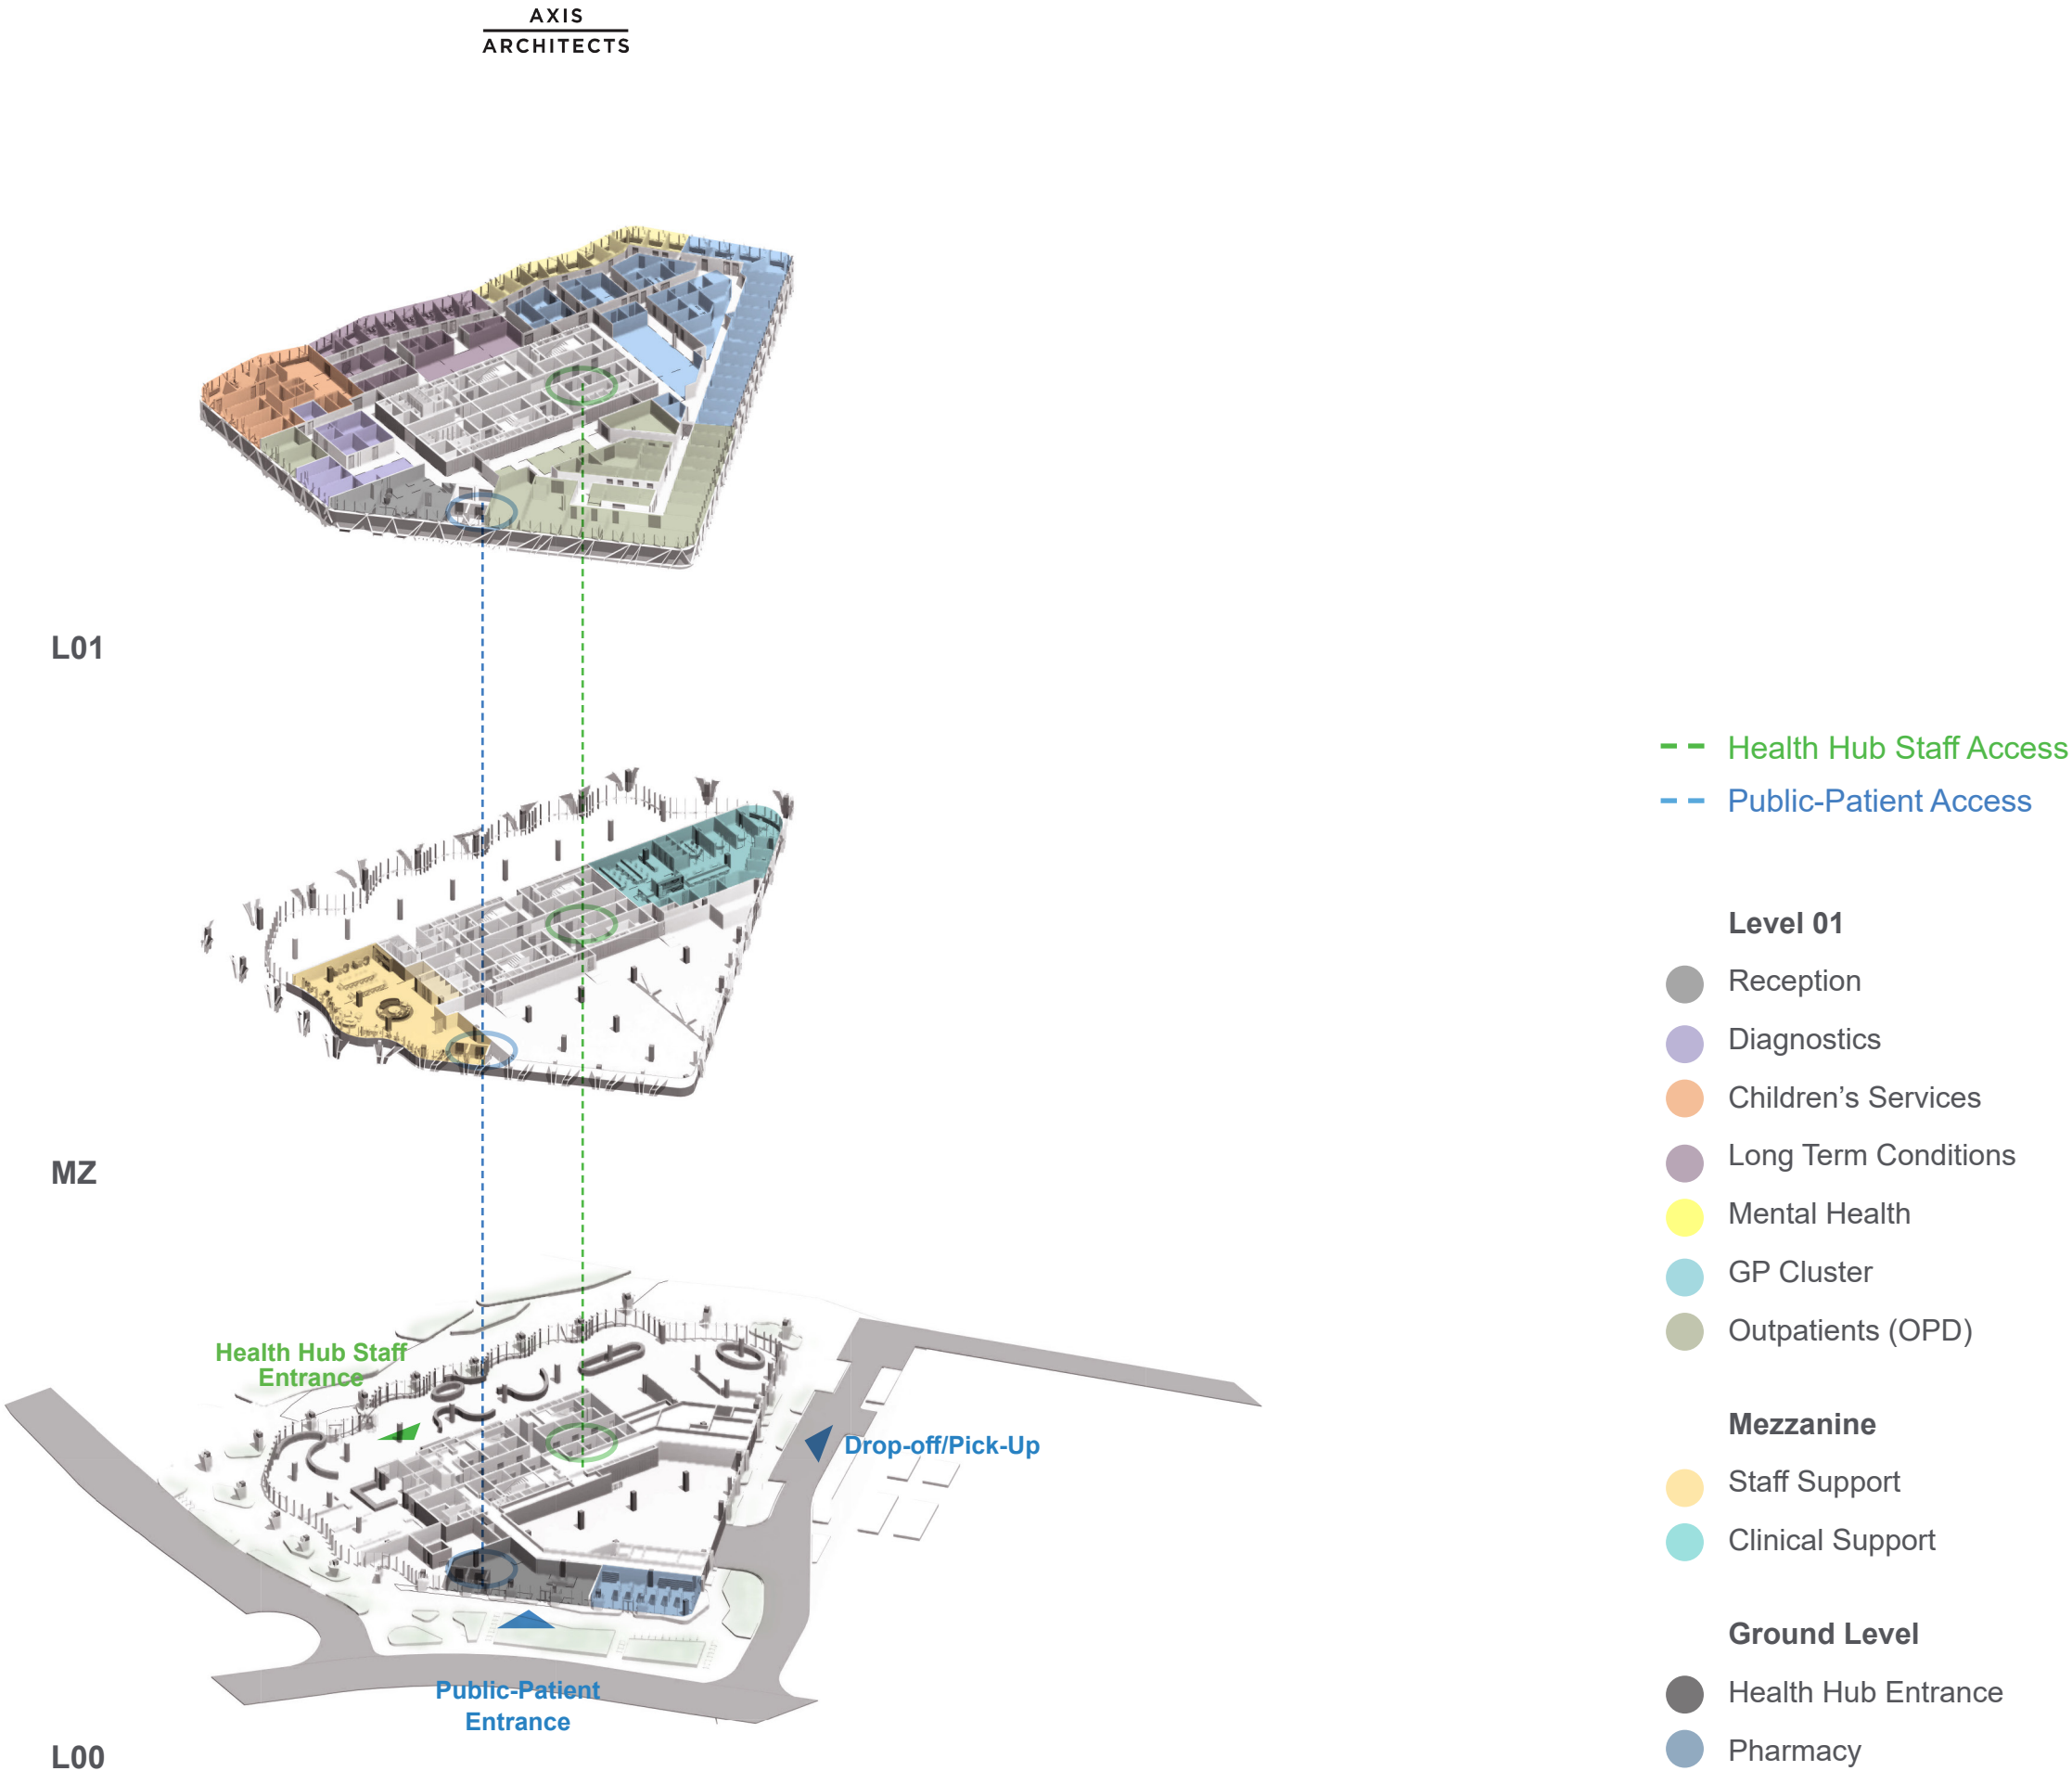 AXIS
ARCHITECTS
L01
Health Hub Staff Access
Public-Patient Access
Level 01
Reception
Diagnostics
Children’s Services
Long Term Conditions
Mental Health
GP Cluster
Outpatients (OPD)
MZ
Mezzanine
Staff Support
Clinical Support
Health Hub Staff
Entrance
Drop-off/Pick-Up
Public-Patient
Entrance
Ground Level
Health Hub Entrance
Pharmacy
L00